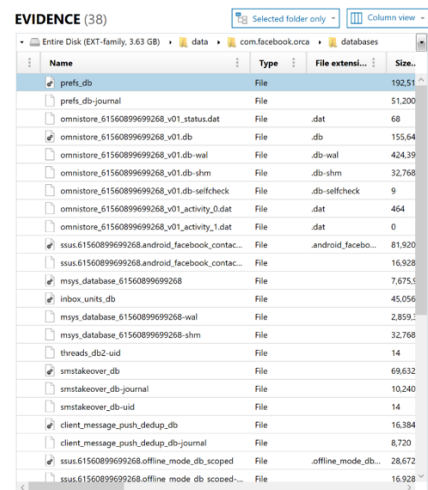 EVIDENCE (38)
Selected folder only
Column view
Entire Disk (EXT-family, 3.63 GB) data com.facebook.orca databases
Name Type File extensi... Size..
prefs_db File 192,51
prefs_db-journal File 51,200
omnistore_61560899699268_v01_status.dat File .dat 68
omnistore_61560899699268_v01.db File .db 155,64
omnistore_61560899699268_v01.db-wal File .db-wal 424,39
omnistore_61560899699268_v01.db-shm File .db-shm 32,768
omnistore_61560899699268_v01.db-selfcheck File .db-selfcheck 9
omnistore_61560899699268_v01_activity_0.dat File .dat 464
omnistore_61560899699268_v01_activity_1.dat File .dat 0
ssus.61560899699268.android_facebook_contac... File .android_facebo... 81,920
ssus.61560899699268.android_facebook_contac... File 16,928
msys_database_61560899699268 File 7,675,9
inbox_units_db File 45,056
msys_database_61560899699268-wal File 2,859,3
msys_database_61560899699268-shm File 32,768
threads_db2-uid File 14
smstakeover_db File 69,632
smstakeover_db-journal File 10,240
smstakeover_db-uid File 14
client_message_push_dedup_db File 16,384
client_message_push_dedup_db-journal File 8,720
ssus.61560899699268.offline_mode_db_scoped File .offline_mode_db... 28,672
ssus.61560899699268.offline_mode_db_scoped-... File 16,928